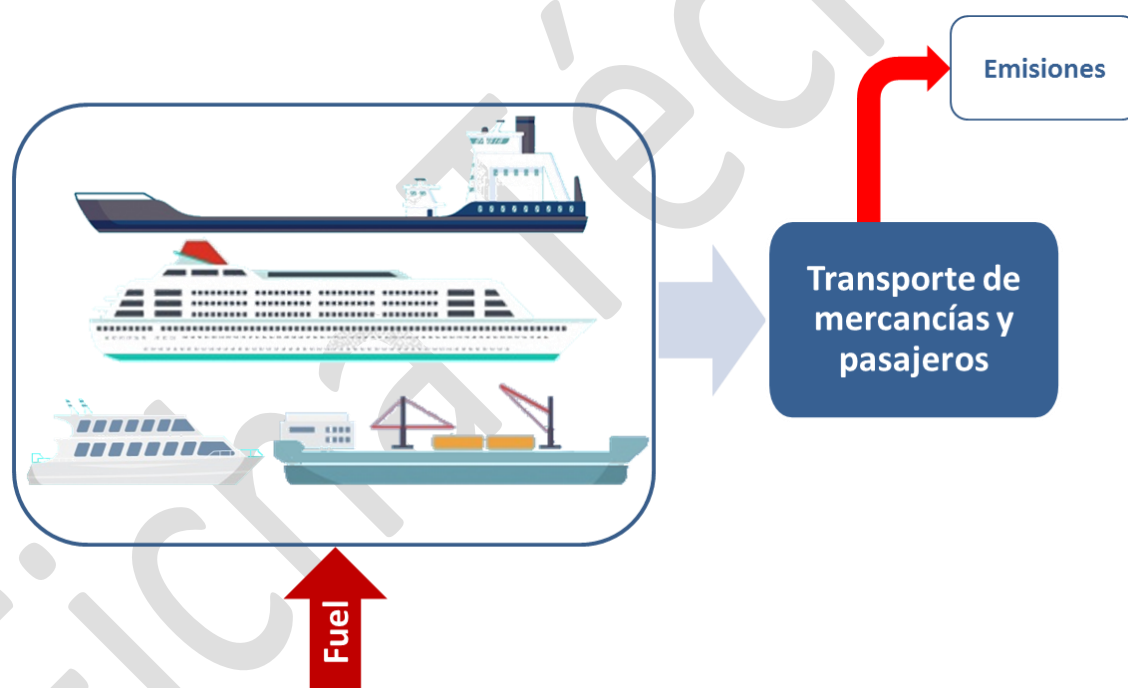 Emisiones
Transporte de
mercancías y
pasajeros
Fuel